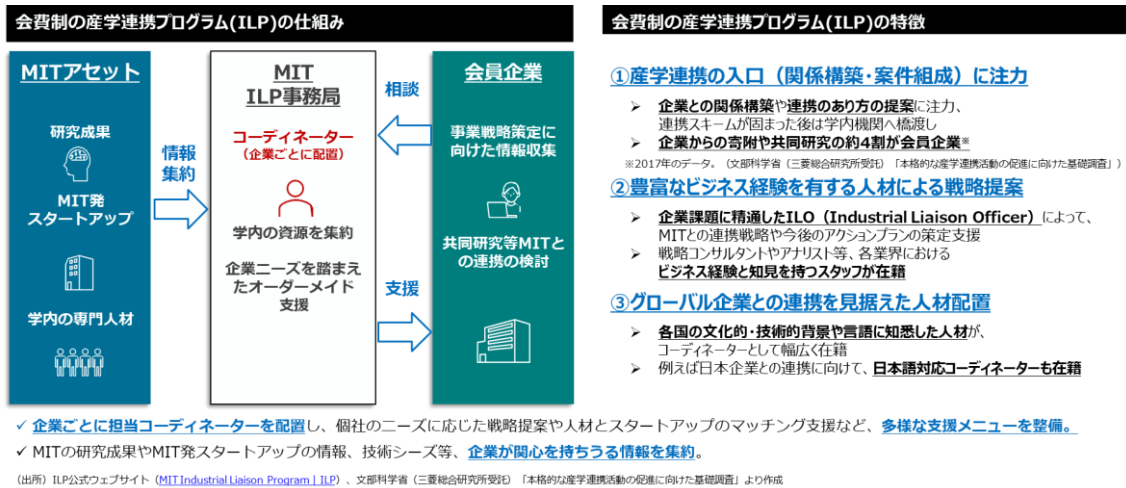 会費制の産学連携プログラム(ILP)の仕組み
MITアセット
研究成果
MIT発
スタートアップ
学内の専門人材
情報
集約
MIT
ILP事務局
コーディネーター
（企業ごとに配置）
学内の資源を集約
企業ニーズを踏まえ
たオーダーメイド
支援
相談
支援
会員企業
事業戦略策定に
向けた情報収集
共同研究等MITと
の連携の検討
会費制の産学連携プログラム(ILP)の特徴
①産学連携の入口（関係構築・案件組成）に注力
➢ 企業との関係構築や連携のあり方の提案に注力、
連携スキームが固まった後は学内機関へ橋渡し
➢ 企業からの寄附や共同研究の約4割が会員企業※
※2017年のデータ。（文部科学省（三菱総合研究所受託）「本格的な産学連携活動の促進に向けた基礎調査」）
②豊富なビジネス経験を有する人材による戦略提案
➢ 企業課題に精通したILO（Industrial Liaison Officer）によって、
MITとの連携戦略や今後のアクションプランの策定支援
➢ 戦略コンサルタントやアナリスト等、各業界における
ビジネス経験と知見を持つスタッフが在籍
③グローバル企業との連携を見据えた人材配置
➢ 各国の文化的・技術的背景や言語に知悉した人材が、
コーディネーターとして幅広く在籍
➢ 例えば日本企業との連携に向けて、日本語対応コーディネーターも在籍
✓ 企業ごとに担当コーディネーターを配置し、個社のニーズに応じた戦略提案や人材とスタートアップのマッチング支援など、多様な支援メニューを整備。
✓ MITの研究成果やMIT発スタートアップの情報、技術シーズ等、企業が関心を持ちうる情報を集約。
（出所）ILP公式ウェブサイト（MIT Industrial Liaison Program | ILP）、文部科学省（三菱総合研究所受託）「本格的な産学連携活動の促進に向けた基礎調査」より作成